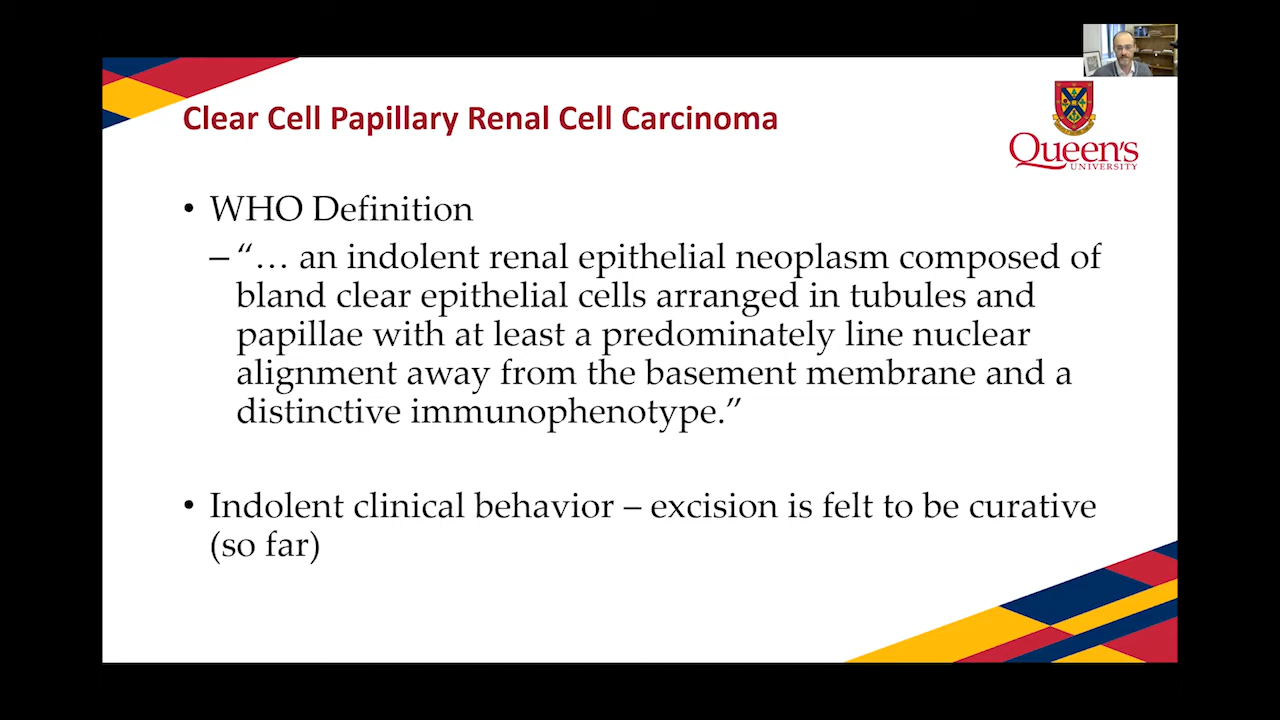 Clear Cell Papillary Renal Cell Carcinoma
Queen's
UNIVERSITY
• WHO Definition
– “… an indolent renal epithelial neoplasm composed of
bland clear epithelial cells arranged in tubules and
papillae with at least a predominately line nuclear
alignment away from the basement membrane and a
distinctive immunophenotype.”
• Indolent clinical behavior – excision is felt to be curative
(so far)